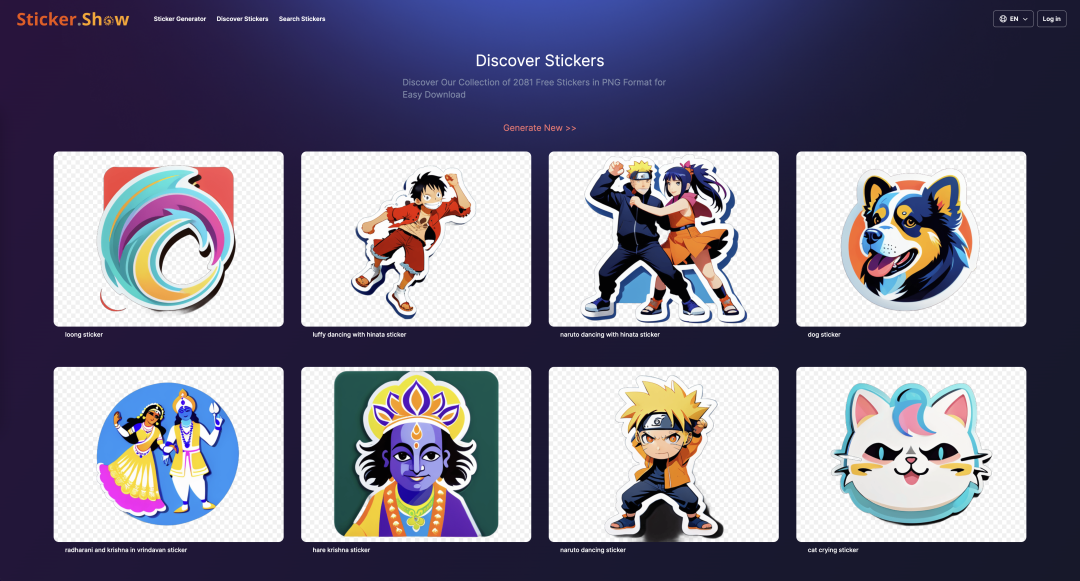 Sticker.Show
Sticker Generator
Discover Stickers
Search Stickers
EN
Log in
Discover Stickers
Discover Our Collection of 2081 Free Stickers in PNG Format for
Easy Download
Generate New >>
loong sticker
luffy dancing with hinata sticker
naruto dancing with hinata sticker
dog sticker
radharani and krishna in vrindavan sticker
hare krishna sticker
naruto dancing sticker
cat crying sticker